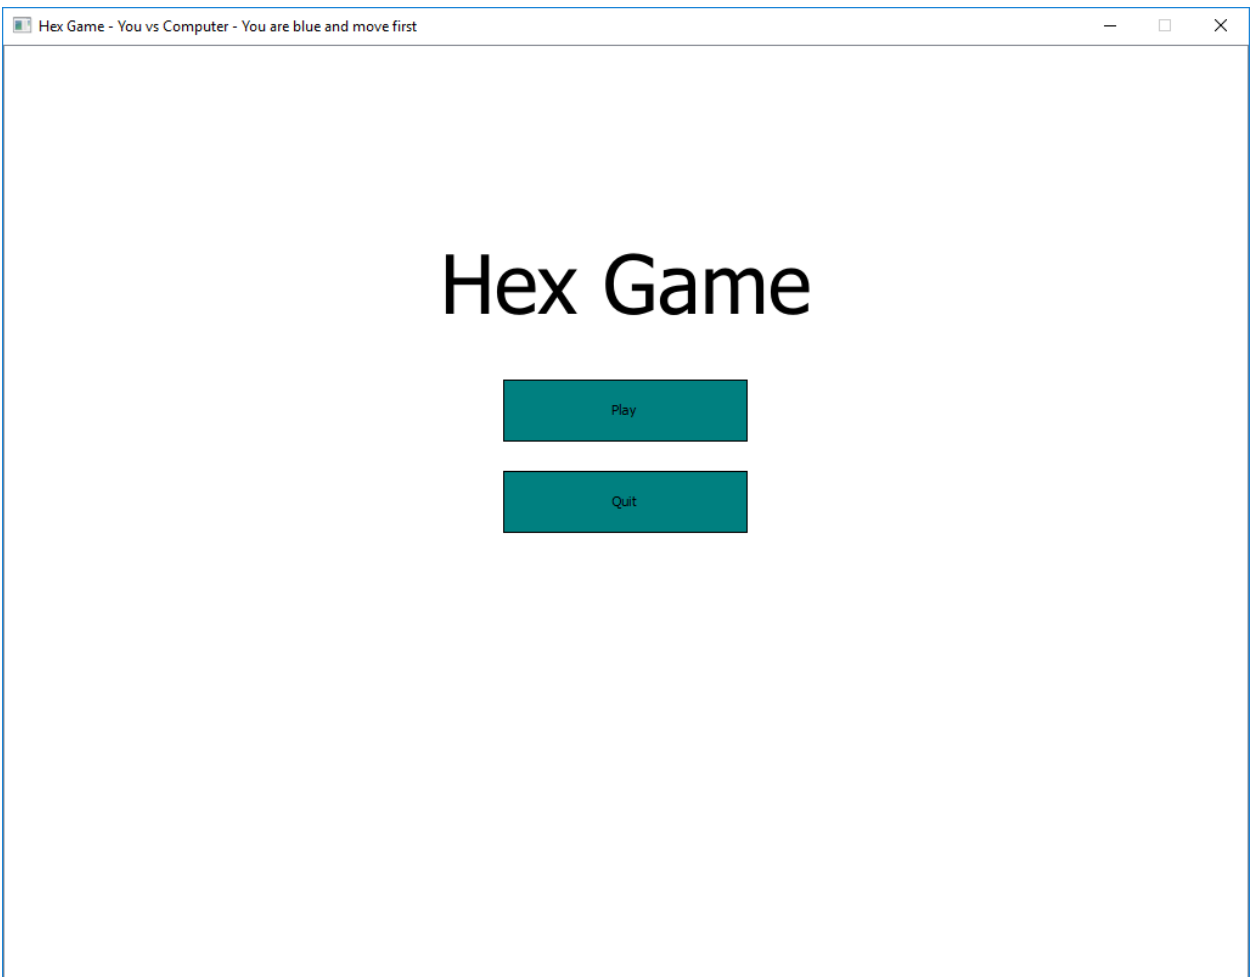 Hex Game - You vs Computer - You are blue and move first
Hex Game
Play
Quit